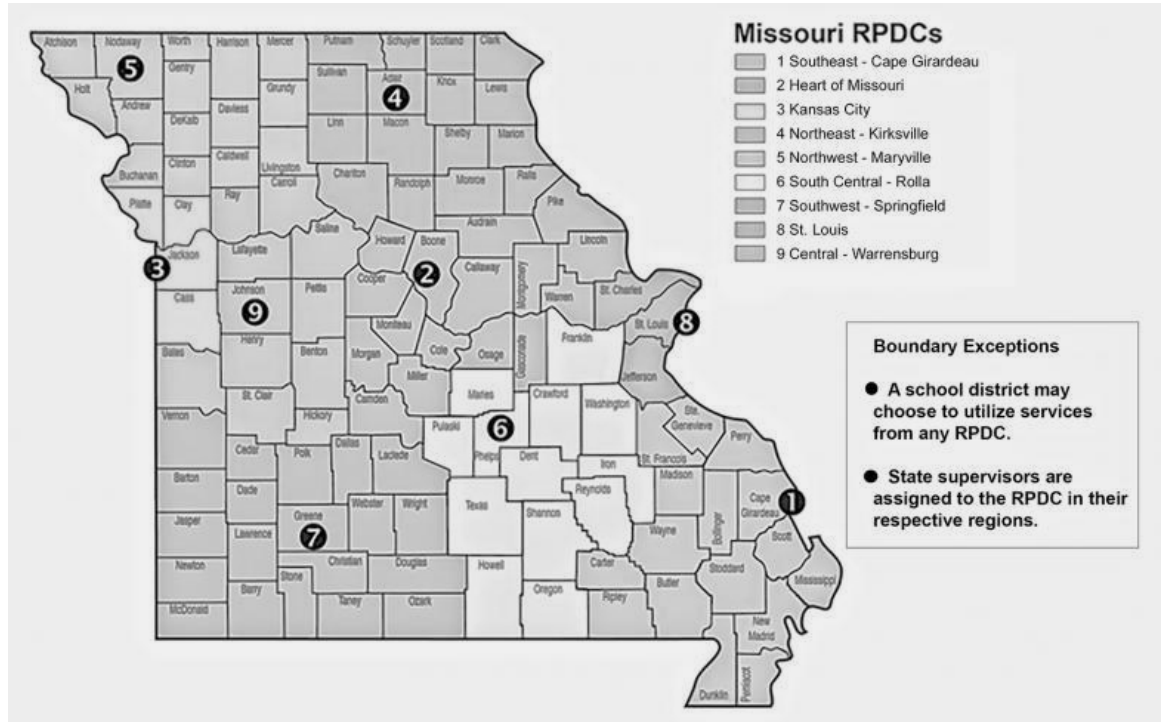 Missouri RPDCs
1 Southeast - Cape Girardeau
2 Heart of Missouri
3 Kansas City
4 Northeast - Kirksville
5 Northwest - Maryville
6 South Central - Rolla
7 Southwest - Springfield
8 St. Louis
9 Central - Warrensburg
Boundary Exceptions
● A school district may
choose to utilize services
from any RPDC.
● State supervisors are
assigned to the RPDC in their
respective regions.
Atchison
Nodaway
Worth
Harrison
Mercer
Putnam
Schuyler
Scotland
Clark
5
Gentry
Sullivan
Adair
4
Knox
Lewis
Holt
Andrew
DeKalb
Daviess
Grundy
Linn
Macon
Shelby
Marion
Buchanan
Clinton
Caldwell
Livingston
Chariton
Randolph
Monroe
Ralls
Platte
Clay
Ray
Carroll
Audrain
Pike
3
Jackson
Lafayette
Saline
Howard
Boone
2
Callaway
Montgomery
Lincoln
Cass
Johnson
9
Pettis
Cooper
Moniteau
Warren
St. Charles
St. Louis
8
Bates
Henry
Benton
Morgan
Cole
Osage
Gasconade
Franklin
Jefferson
Miller
St. Clair
Hickory
Camden
Maries
Crawford
Washington
Ste.
Genevieve
Vernon
Cedar
Polk
Dallas
Laclede
Pulaski
6
Phelps
Dent
Iron
St. Francois
Perry
Barton
Dade
Greene
7
Webster
Wright
Texas
Shannon
Reynolds
Madison
Bollinger
Cape
Girardeau
1
Jasper
Lawrence
Christian
Douglas
Howell
Wayne
Scott
Newton
Stone
Carter
Stoddard
Mississippi
McDonald
Barry
Taney
Ozark
Oregon
Ripley
Butler
New
Madrid
Dunklin
Pemiscot